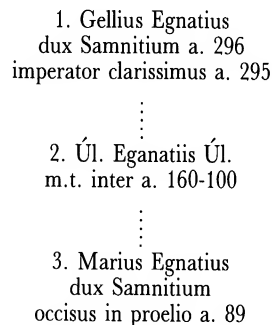 1. Gellius Egnatius
dux Samnitium a. 296
imperator clarissimus a. 295
2. Úl. Eganatiis Úl.
m.t. inter a. 160-100
3. Marius Egnatius
dux Samnitium
occisus in proelio a. 89